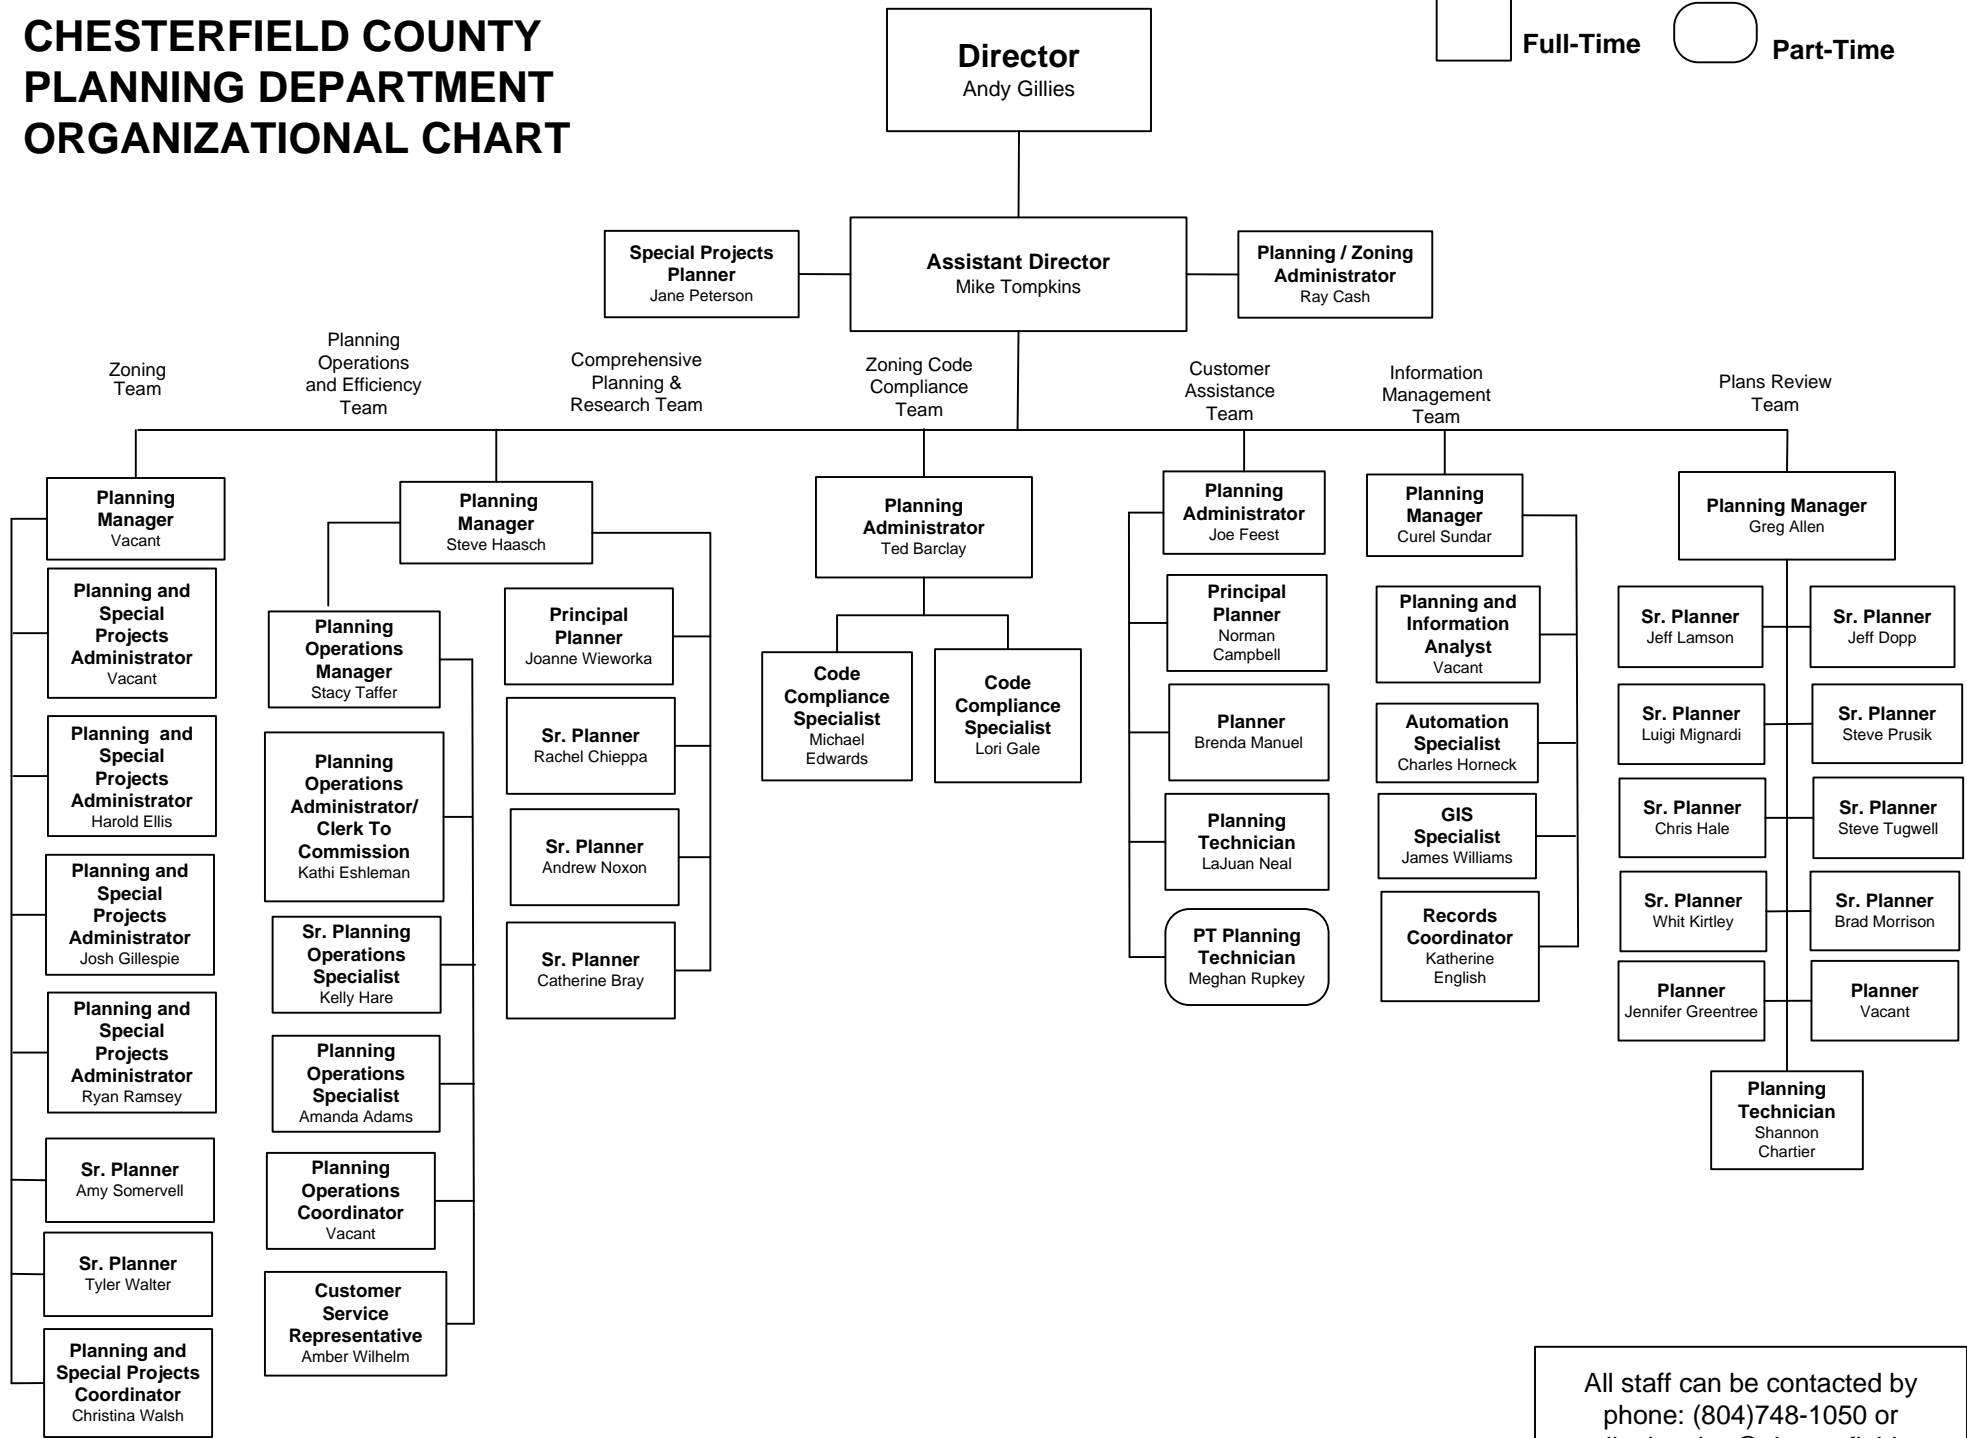 CHESTERFIELD COUNTY
PLANNING DEPARTMENT
ORGANIZATIONAL CHART
Full-Time
Part-Time
Director
Andy Gillies
Special Projects
Planner
Jane Peterson
Assistant Director
Mike Tompkins
Planning / Zoning
Administrator
Ray Cash
Zoning
Team
Planning
Operations
and Efficiency
Team
Comprehensive
Planning &
Research Team
Zoning Code
Compliance
Team
Customer
Assistance
Team
Information
Management
Team
Plans Review
Team
Planning
Manager
Vacant
Planning and
Special
Projects
Administrator
Vacant
Planning and
Special
Projects
Administrator
Harold Ellis
Planning and
Special
Projects
Administrator
Josh Gillespie
Planning and
Special
Projects
Administrator
Ryan Ramsey
Sr. Planner
Amy Somervell
Sr. Planner
Tyler Walter
Planning and
Special Projects
Coordinator
Christina Walsh
Planning
Manager
Steve Haasch
Planning
Operations
Manager
Stacy Taffer
Planning
Operations
Administrator/
Clerk To
Commission
Kathi Eshleman
Sr. Planning
Operations
Specialist
Kelly Hare
Planning
Operations
Specialist
Amanda Adams
Planning
Operations
Coordinator
Vacant
Customer
Service
Representative
Amber Wilhelm
Principal
Planner
Joanne Wieworka
Sr. Planner
Rachel Chieppa
Sr. Planner
Andrew Noxon
Sr. Planner
Catherine Bray
Planning
Administrator
Ted Barclay
Code
Compliance
Specialist
Michael
Edwards
Code
Compliance
Specialist
Lori Gale
Planning
Administrator
Joe Feest
Principal
Planner
Norman
Campbell
Planner
Brenda Manuel
Planning
Technician
LaJuan Neal
PT Planning
Technician
Meghan Rupkey
Planning
Manager
Curel Sundar
Planning and
Information
Analyst
Vacant
Automation
Specialist
Charles Horneck
GIS
Specialist
James Williams
Records
Coordinator
Katherine
English
Planning Manager
Greg Allen
Sr. Planner
Jeff Lamson
Sr. Planner
Jeff Dopp
Sr. Planner
Luigi Mignardi
Sr. Planner
Steve Prusik
Sr. Planner
Chris Hale
Sr. Planner
Steve Tugwell
Sr. Planner
Whit Kirtley
Sr. Planner
Brad Morrison
Planner
Jennifer Greentree
Planner
Vacant
Planning
Technician
Shannon
Chartier
All staff can be contacted by
phone: (804)748-1050 or